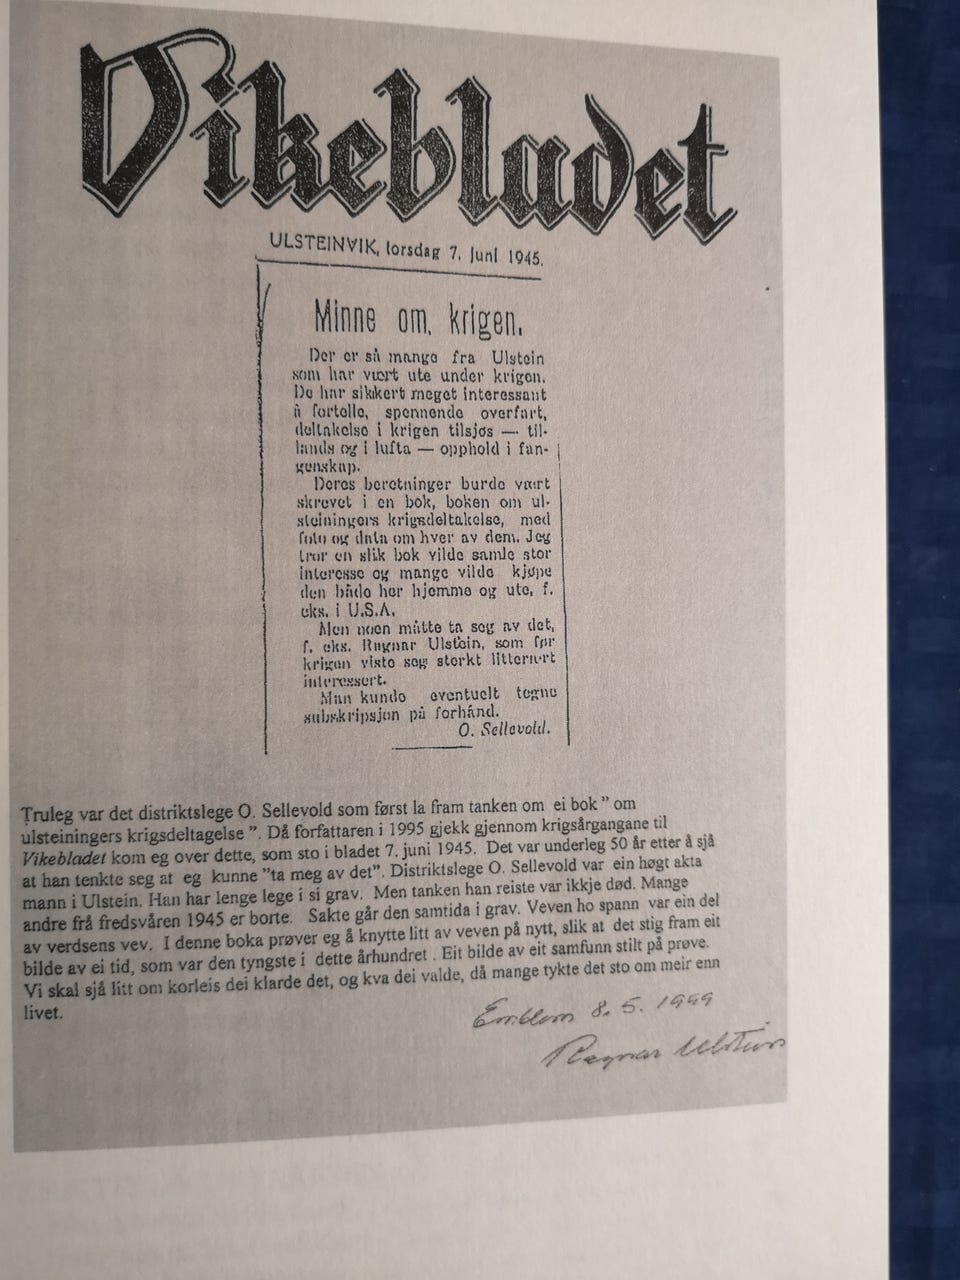 Vikebladet
ULSTEINVIK, torsdag 7. juni 1945.
Minne om. krigen.
Der er så mange fra Ulstein
som har vært ute under krigen.
De har sikkert meget interessant
å fortelle, spennende overfart,
deltakelse i krigen tilsjøs — til-
lands og i lufta — opphold i fan-
genskap.
Deres beretninger burde vært
skrevet i en bok, boken om ul-
steiningers krigsdeltakelse, med
foto og data om hver av dem. Jeg
tror en slik bok vilde samle stor
interesse og mange vilde kjøpe
den både her hjemme og ute, f.
eks. i U.S.A.
Men noen måtte ta seg av det,
f. eks. Ragnar Ulstein, som før
krigen viste seg sterkt litterært
interessert.
Man kunde eventuelt tegne
subskripsjon på forhånd.
O. Sellevold.
Truleg var det distriktslege O. Sellevold som først la fram tanken om ei bok ” om
ulsteiningers krigsdeltagelse ”. Då forfattaren i 1995 gjekk gjennom krigsårgangane til
Vikebladet kom eg over dette, som sto i bladet 7. juni 1945. Det var underleg 50 år etter å sjå
at han tenkte seg at eg kunne ”ta meg av det”. Distriktslege O. Sellevold var ein høgt akta
mann i Ulstein. Han har lenge lege i si grav. Men tanken han reiste var ikkje død. Mange
andre frå fredsvåren 1945 er borte. Sakte går den samtida i grav. Veven ho spann var ein del
av verdsens vev. I denne boka prøver eg å knytte litt av veven på nytt, slik at det stig fram eit
bilde av ei tid, som var den tyngste i dette århundret . Eit bilde av eit samfunn stilt på prøve.
Vi skal sjå litt om korleis dei klarde det, og kva dei valde, då mange tykte det sto om meir enn
livet.
Emblem 8. 5. 1999
Ragnar Ulstein